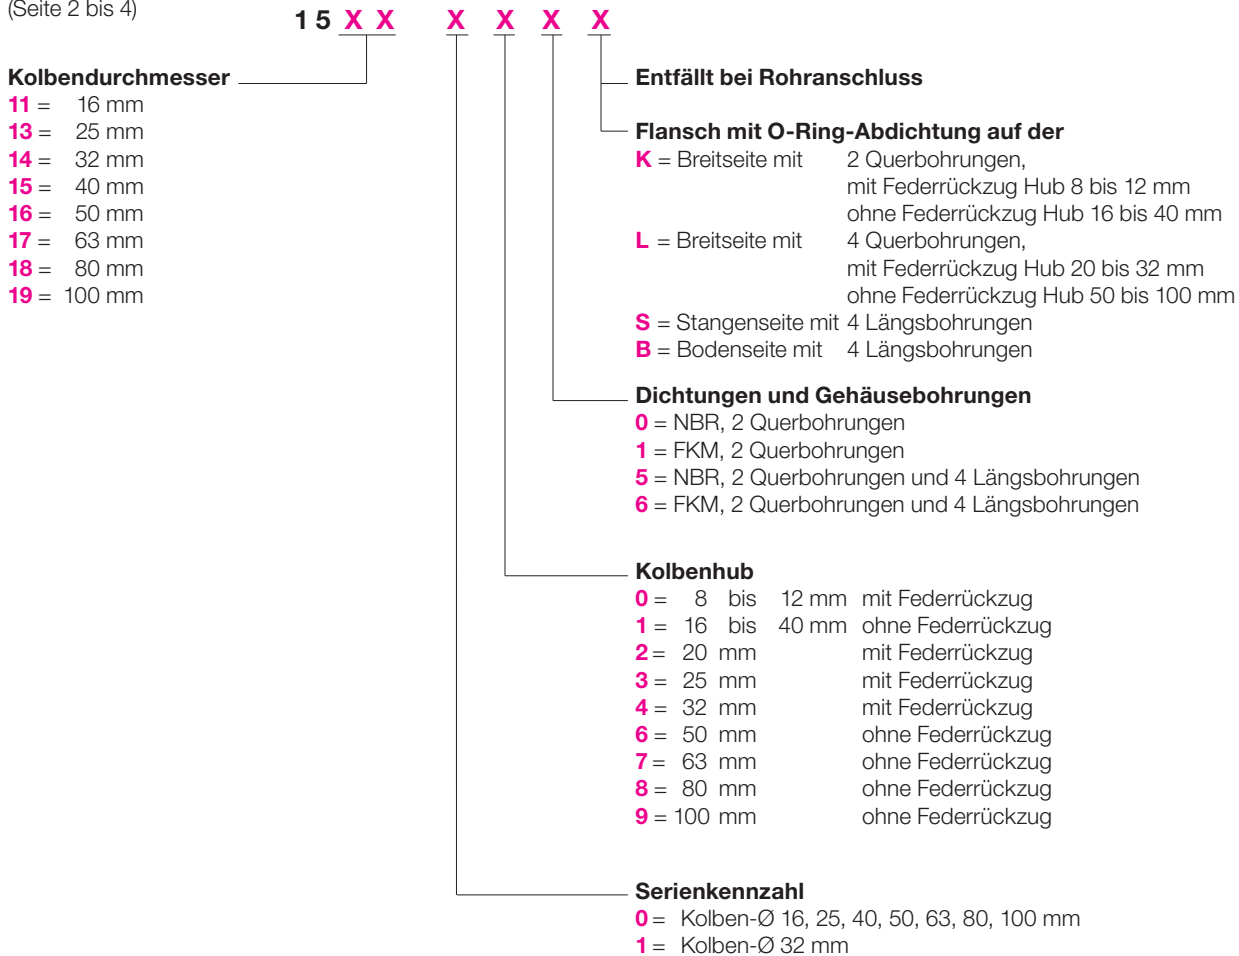 (Seite 2 bis 4)
1 5 X X X X X X
Kolbendurchmesser
11 = 16 mm
13 = 25 mm
14 = 32 mm
15 = 40 mm
16 = 50 mm
17 = 63 mm
18 = 80 mm
19 = 100 mm
Entfällt bei Rohranschluss
Flansch mit O-Ring-Abdichtung auf der
K = Breitseite mit 2 Querbohrungen,
mit Federrückzug Hub 8 bis 12 mm
ohne Federrückzug Hub 16 bis 40 mm
L = Breitseite mit 4 Querbohrungen,
mit Federrückzug Hub 20 bis 32 mm
ohne Federrückzug Hub 50 bis 100 mm
S = Stangenseite mit 4 Längsbohrungen
B = Bodenseite mit 4 Längsbohrungen
Dichtungen und Gehäusebohrungen
0 = NBR, 2 Querbohrungen
1 = FKM, 2 Querbohrungen
5 = NBR, 2 Querbohrungen und 4 Längsbohrungen
6 = FKM, 2 Querbohrungen und 4 Längsbohrungen
Kolbenhub
0 = 8 bis 12 mm mit Federrückzug
1 = 16 bis 40 mm ohne Federrückzug
2 = 20 mm mit Federrückzug
3 = 25 mm mit Federrückzug
4 = 32 mm mit Federrückzug
6 = 50 mm ohne Federrückzug
7 = 63 mm ohne Federrückzug
8 = 80 mm ohne Federrückzug
9 = 100 mm ohne Federrückzug
Serienkennzahl
0 = Kolben-Ø 16, 25, 40, 50, 63, 80, 100 mm
1 = Kolben-Ø 32 mm